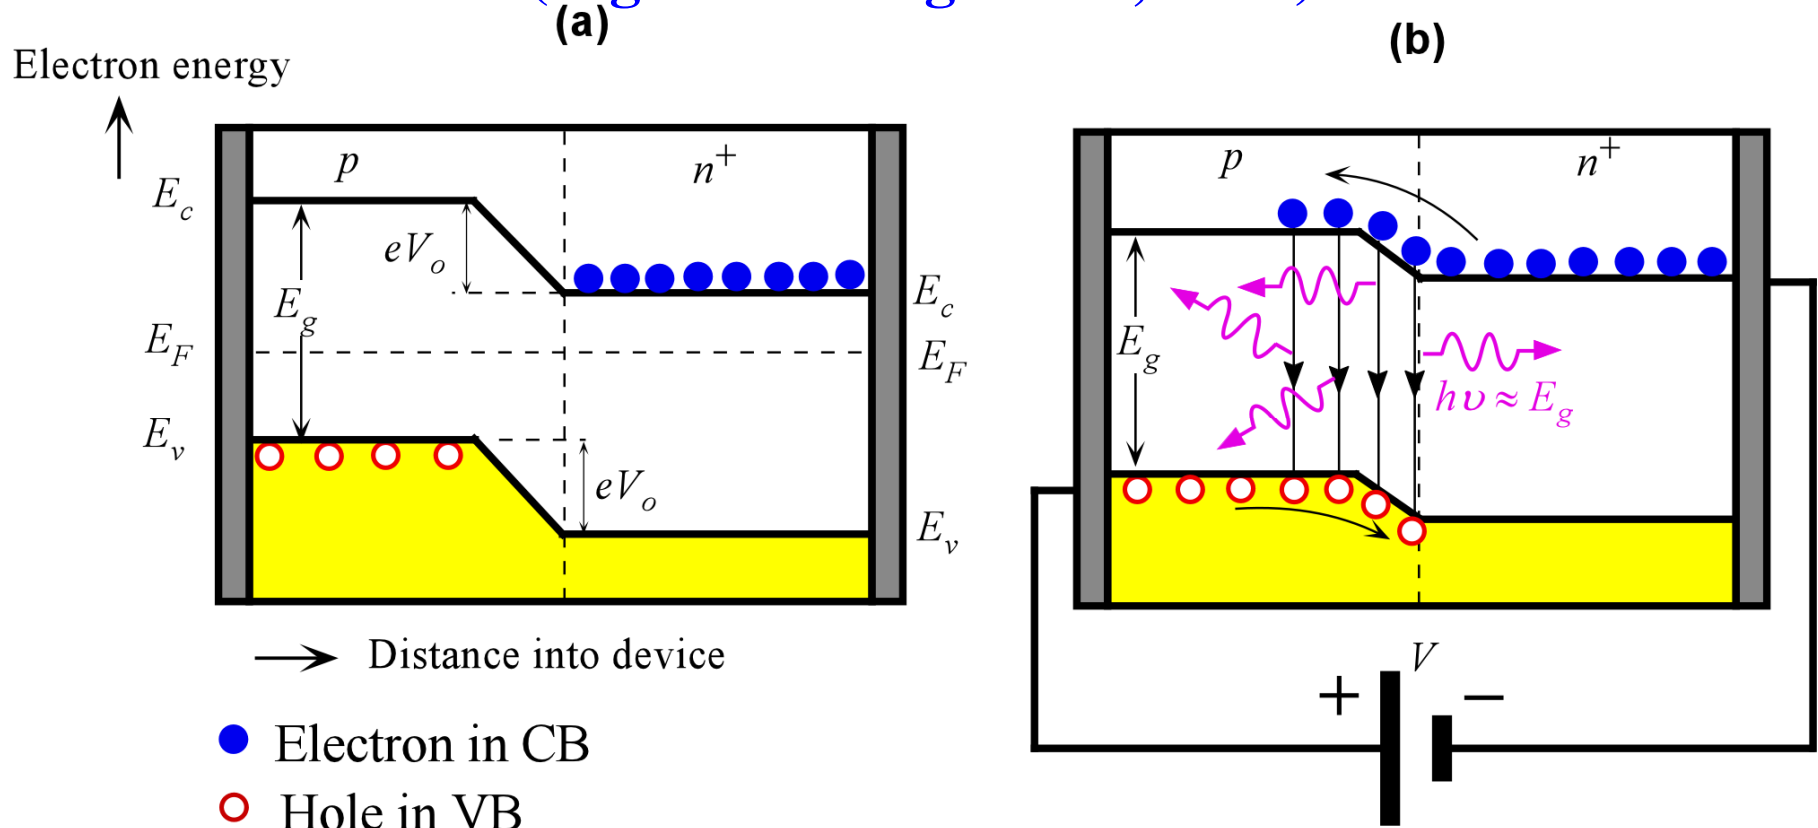 (a)
(b)
Electron energy
p
n+
p
n+
Ec
eVo
Eg
Ec
EF
EF
Eg
hυ ≈ Eg
Ev
eVo
Ev
Distance into device
V
+
−
Electron in CB
Hole in VB